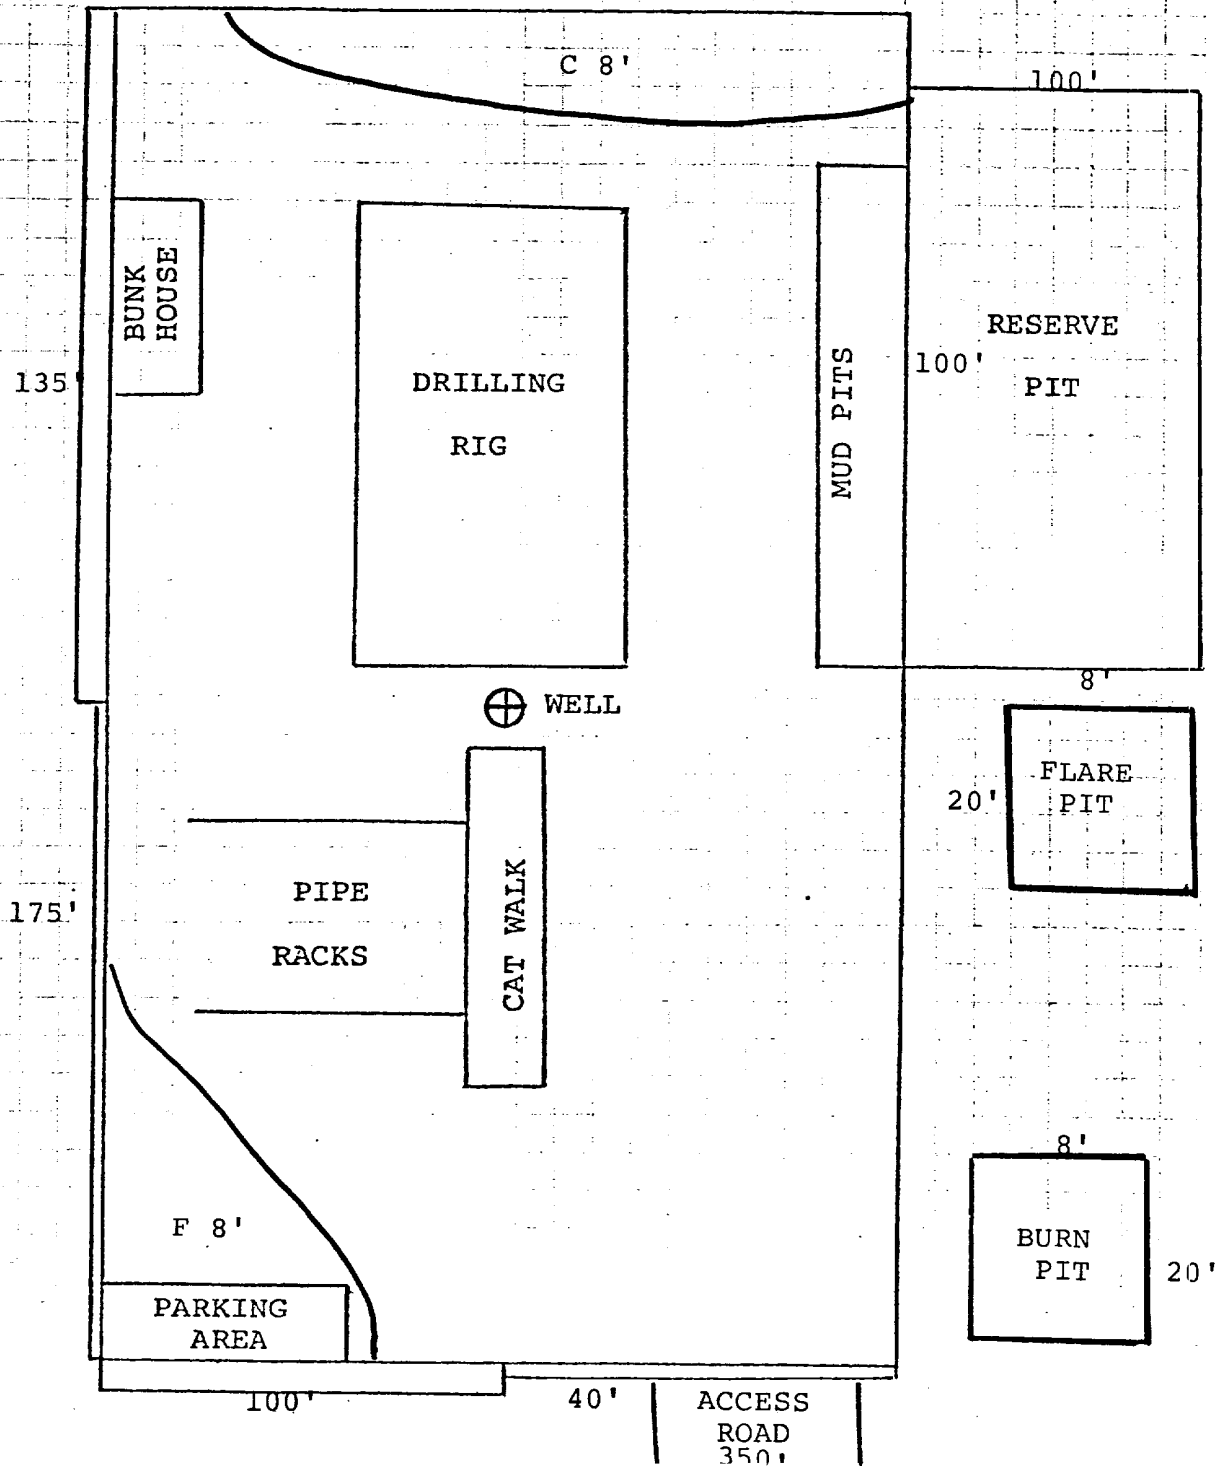 C 8'
100'
BUNK
HOUSE
135'
DRILLING
RIG
MUD PITS
100'
RESERVE
PIT
8'
WELL
FLARE
PIT
20'
PIPE
RACKS
CAT WALK
175'
8'
F 8'
BURN
PIT
20'
PARKING
AREA
100'
40'
ACCESS
ROAD
350'